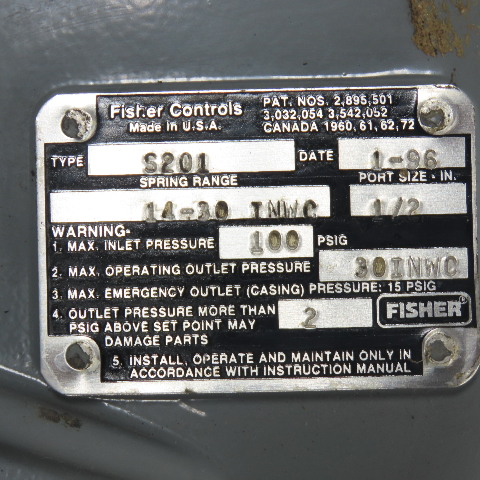 Fisher Controls
Made in U.S.A.
PAT. NOS. 2,895,501
3,032,054 3,542,052
CANADA 1960, 61, 62, 72
TYPE S201 DATE 1-96
SPRING RANGE PORT SIZE - IN.
14-30 INWC 1/2
WARNING-
1. MAX. INLET PRESSURE 100 PSIG
2. MAX. OPERATING OUTLET PRESSURE 30INWC
3. MAX. EMERGENCY OUTLET (CASING) PRESSURE: 15 PSIG
4. OUTLET PRESSURE MORE THAN 2
PSIG ABOVE SET POINT MAY
DAMAGE PARTS
FISHER
5. INSTALL, OPERATE AND MAINTAIN ONLY IN
ACCORDANCE WITH INSTRUCTION MANUAL